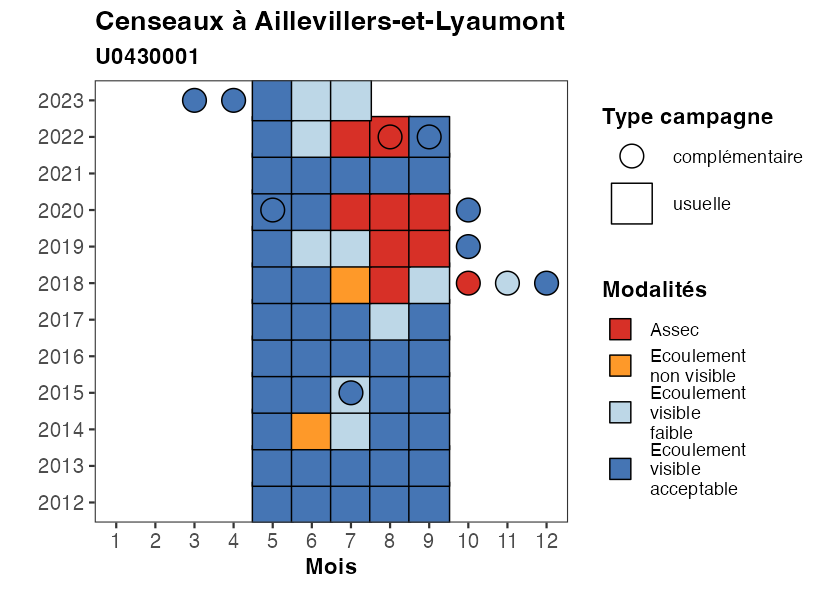 Censeaux à Aillevillers-et-Lyaumont
U0430001
2023
2022
2021
2020
2019
2018
2017
2016
2015
2014
2013
2012
1 2 3 4 5 6 7 8 9 10 11 12
Mois
Type campagne
complémentaire
usuelle
Modalités
Assec
Ecoulement
non visible
Ecoulement
visible
faible
Ecoulement
visible
acceptable